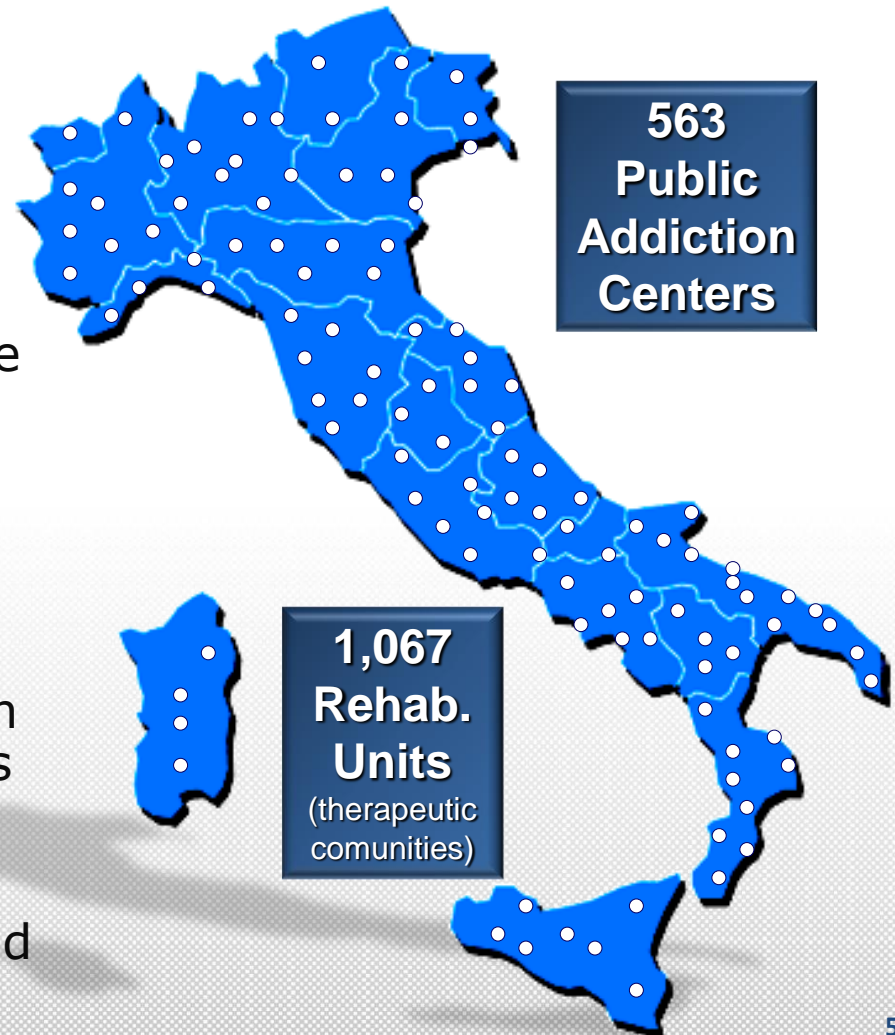 563
Public
Addiction
Centers
e
1,067
Rehab.
Units
(therapeutic
comunities)
n
s
d